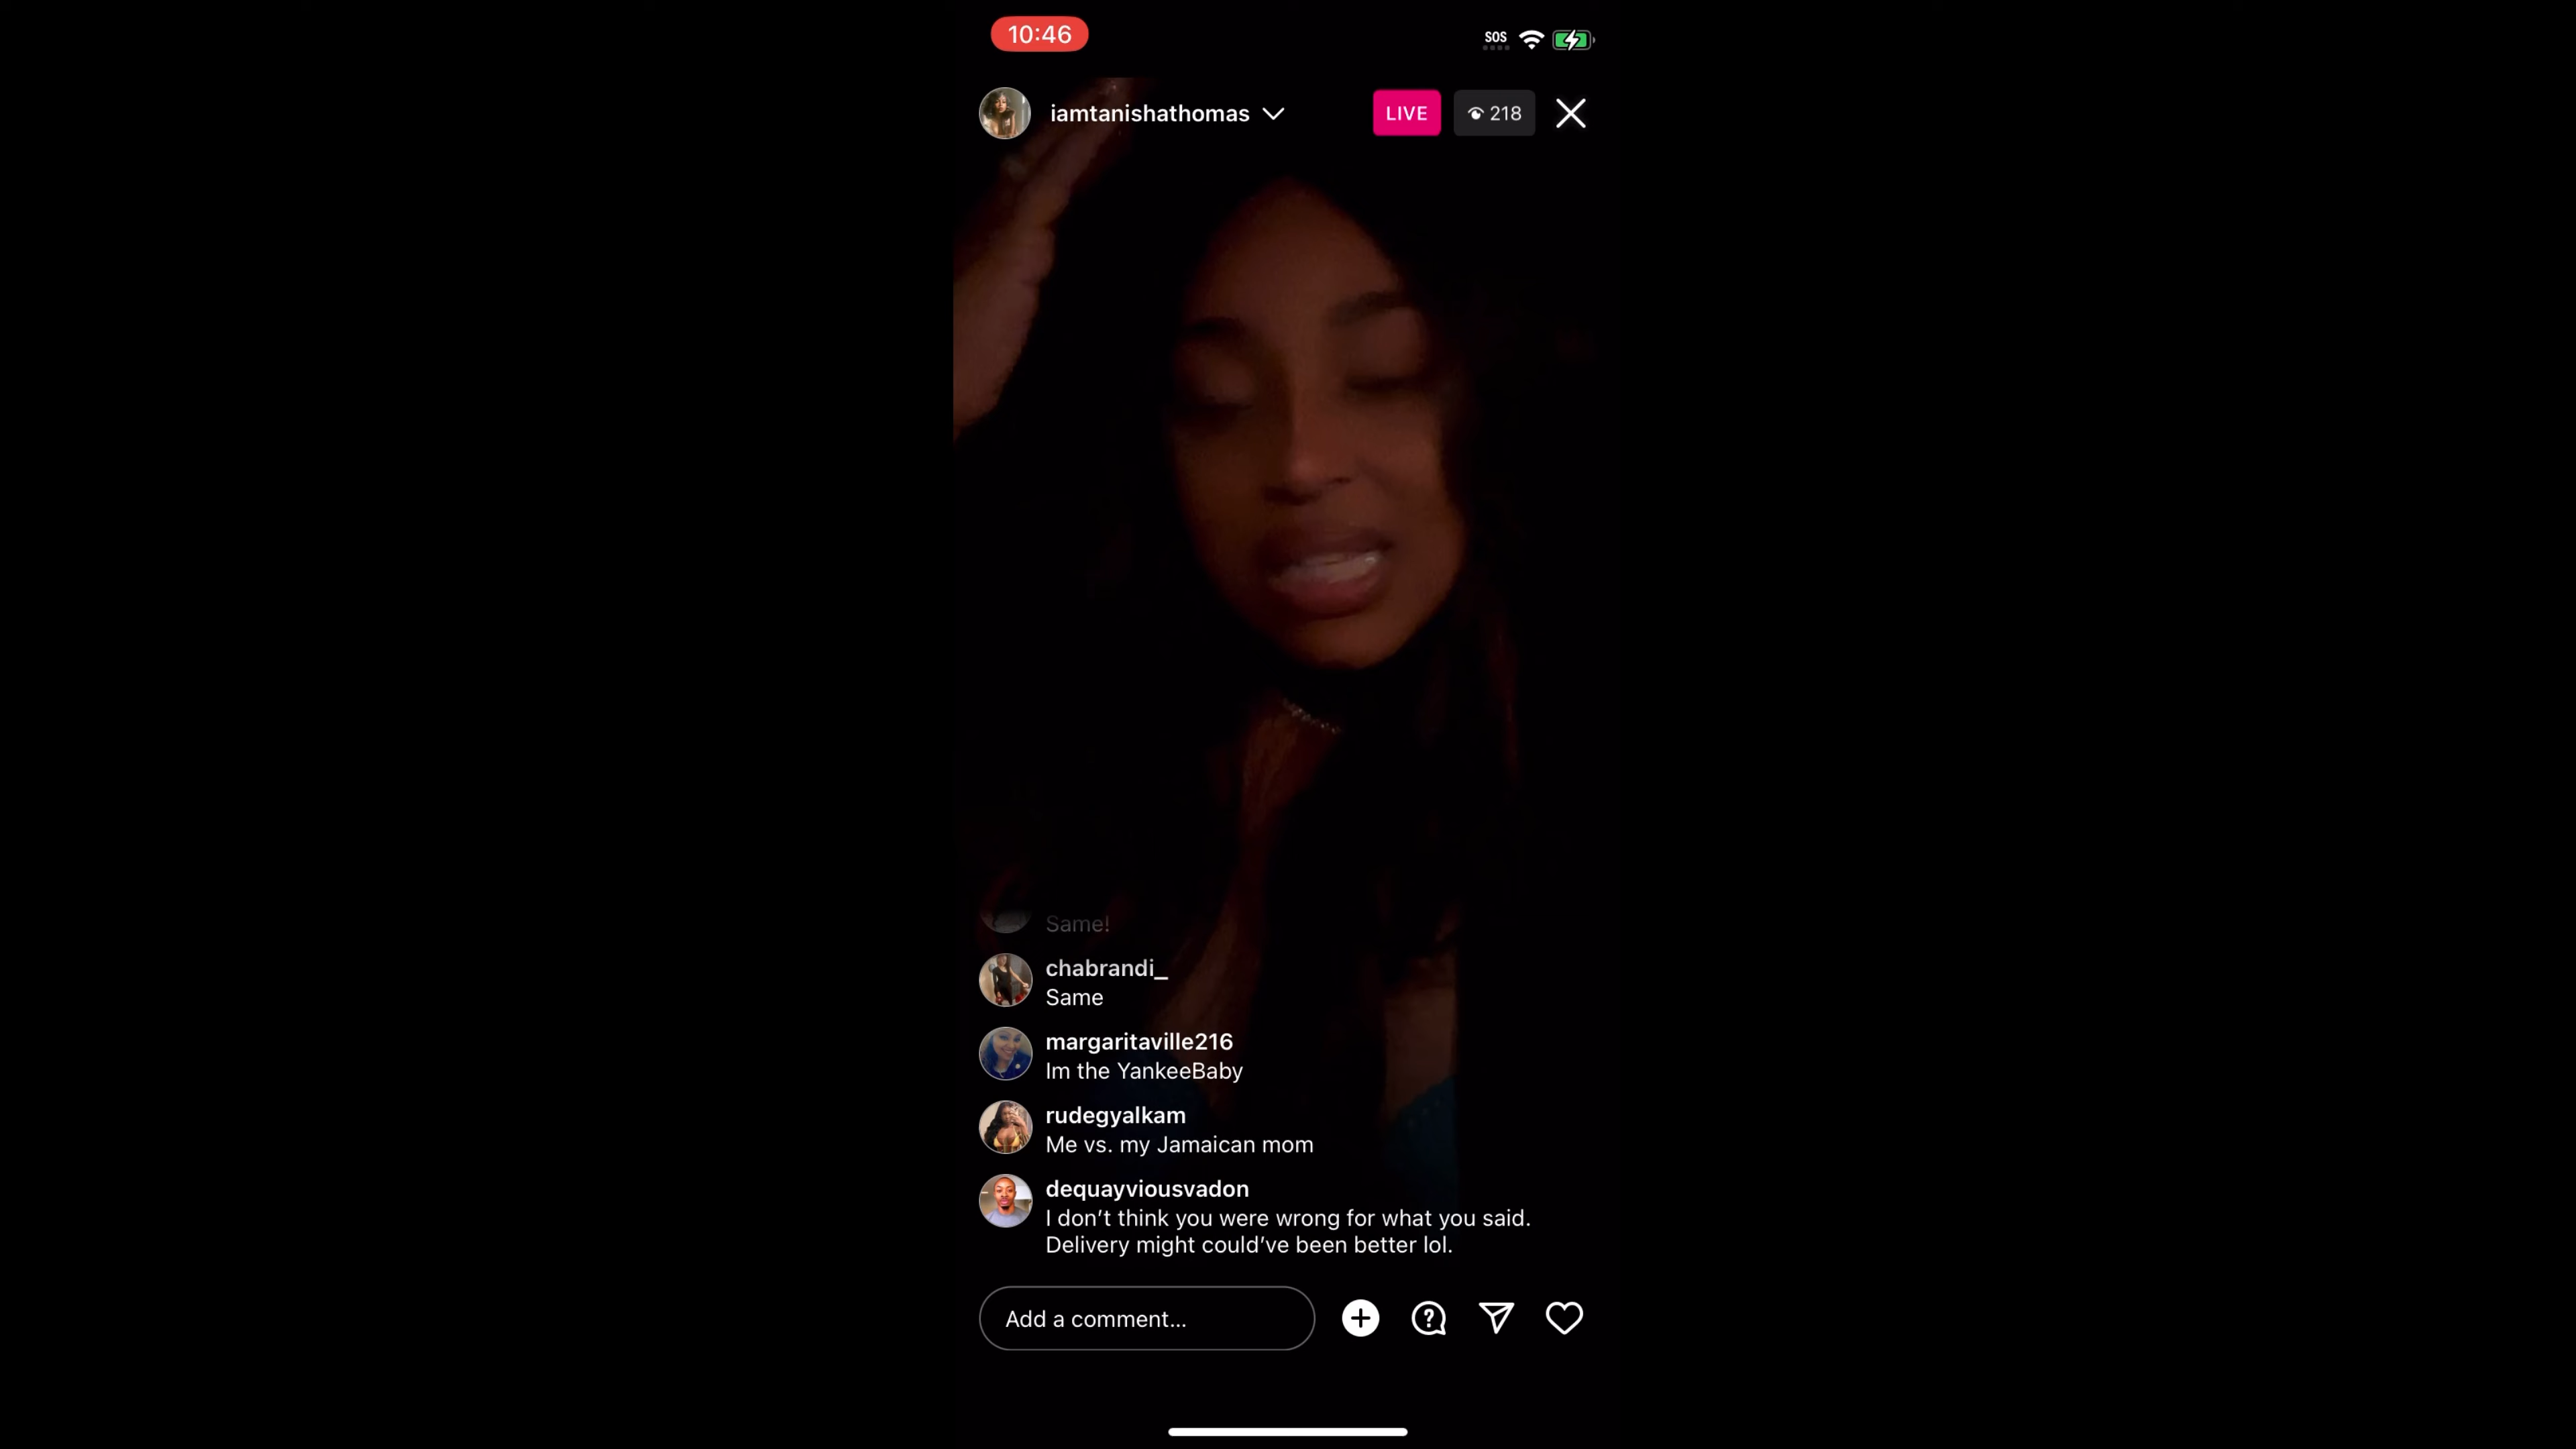 10:46
SOS
iamtanishathomas
LIVE
218
Same!
chabrandi_
Same
margaritaville216
Im the YankeeBaby
rudegyalkam
Me vs. my Jamaican mom
dequayviousvadon
I don't think you were wrong for what you said.
Delivery might could've been better lol.
Add a comment...